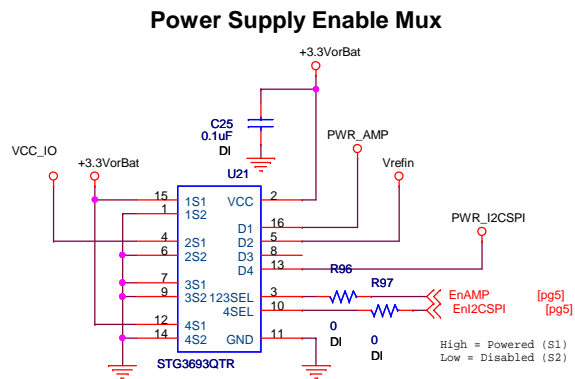 Power Supply Enable Mux
+3.3VorBat
C25
0.1uF
DI
PWR_AMP
VCC_IO
+3.3VorBat
Vrefin
U21
PWR_I2CSPI
15 1S1 VCC 2
1 1S2
D1 16
4 2S1 D2 5
6 2S2 D3 8
D4 13
7 3S1
9 3S2 123SEL 3
4SEL 10
12 4S1
14 4S2 GND 11
STG3693QTR
R96
R97
0
DI
0
DI
EnAMP [pg5]
EnI2CSPI [pg5]
High = Powered (S1)
Low = Disabled (S2)